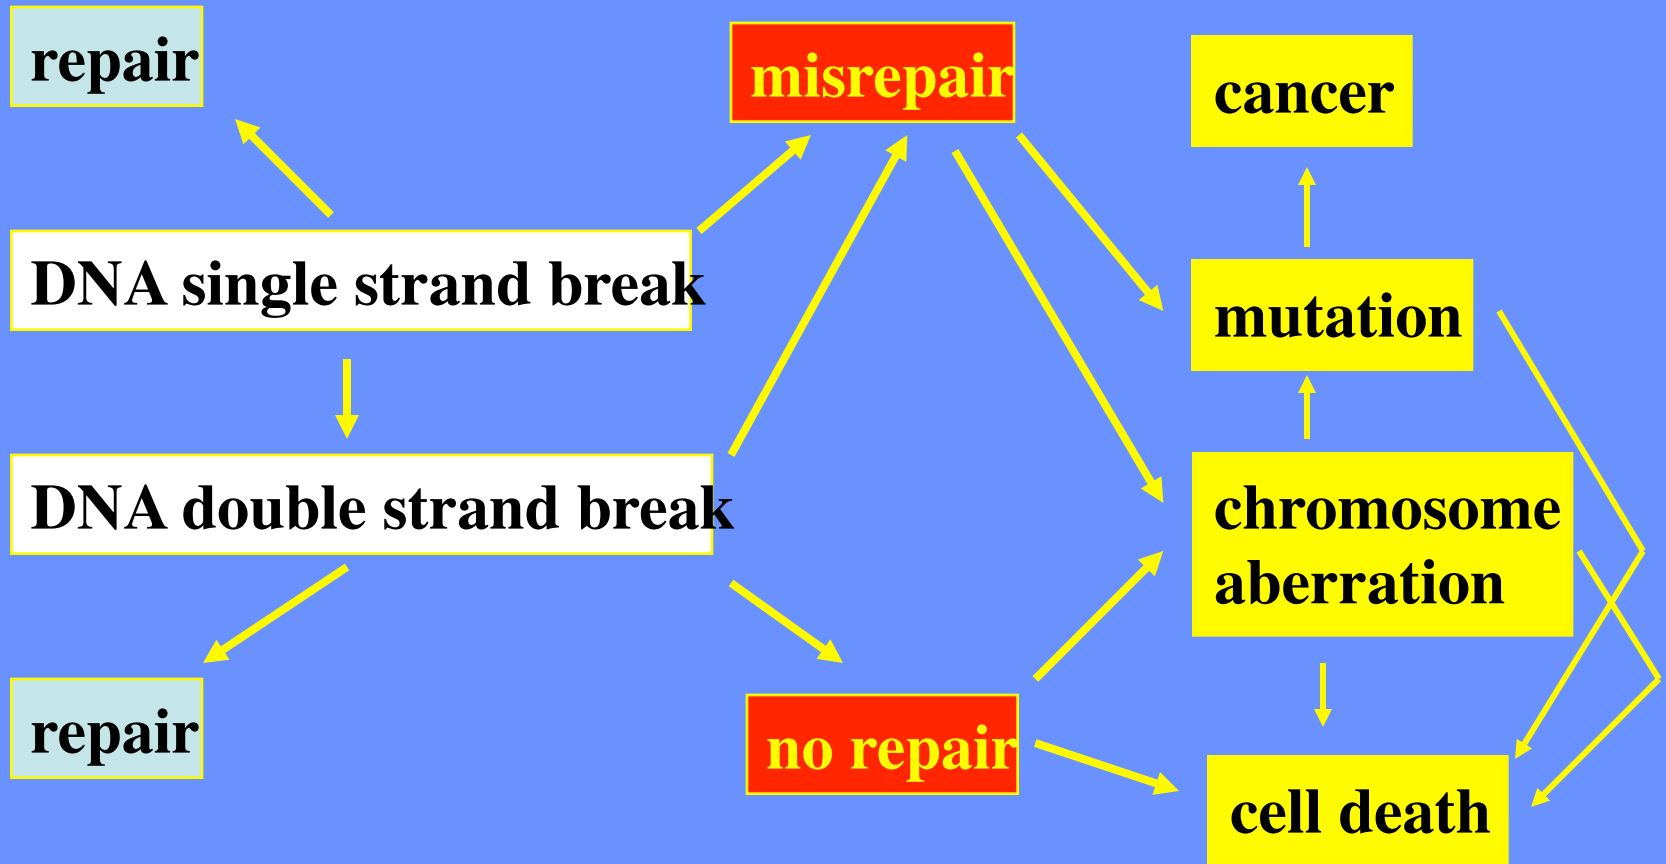 repair
misrepair
cancer
DNA single strand break
mutation
DNA double strand break
chromosome
aberration
repair
no repair
cell death